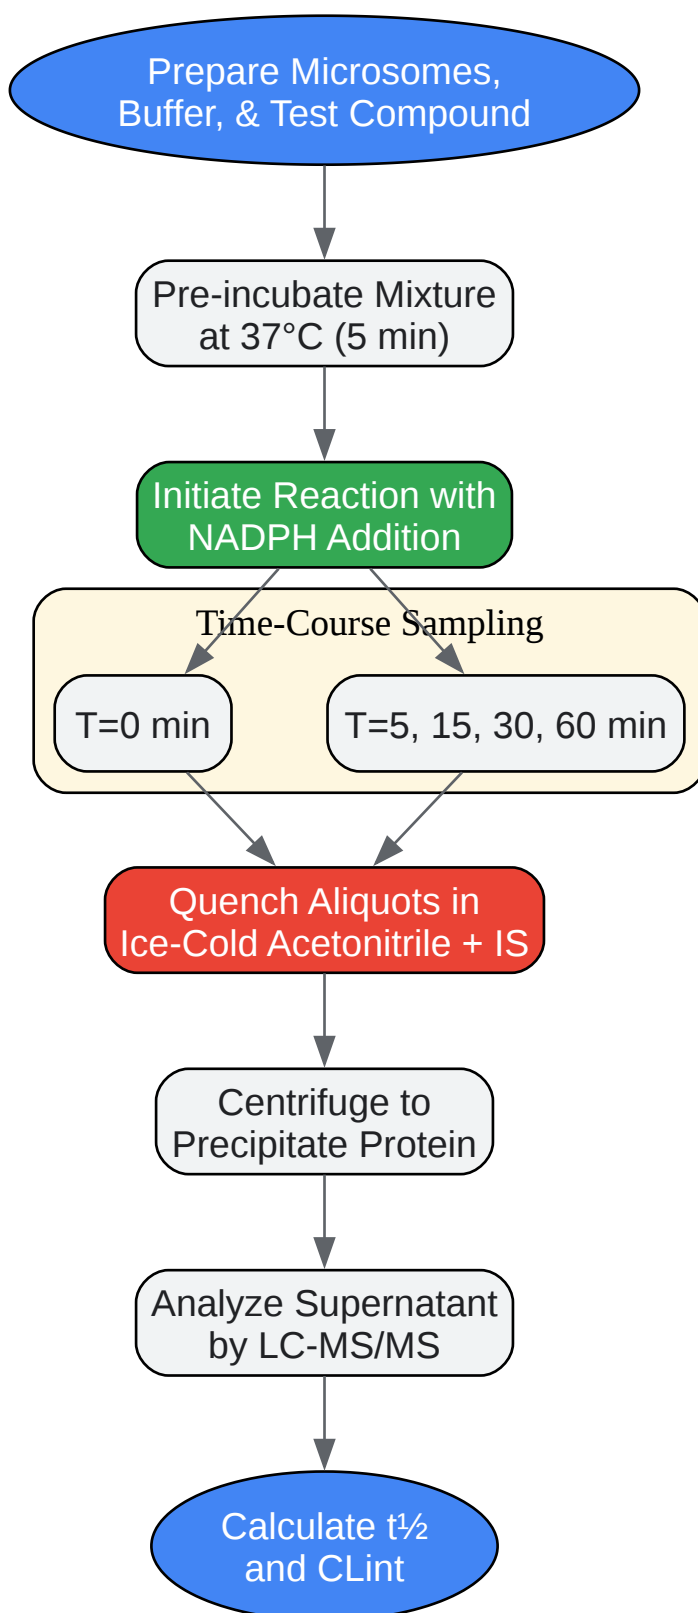 Prepare Microsomes,
Buffer, & Test Compound
Pre-incubate Mixture
at 37°C (5 min)
Initiate Reaction with
NADPH Addition
Time-Course Sampling
T=0 min
T=5, 15, 30, 60 min
Quench Aliquots in
Ice-Cold Acetonitrile + IS
Centrifuge to
Precipitate Protein
Analyze Supernatant
by LC-MS/MS
Calculate t½
and CLint